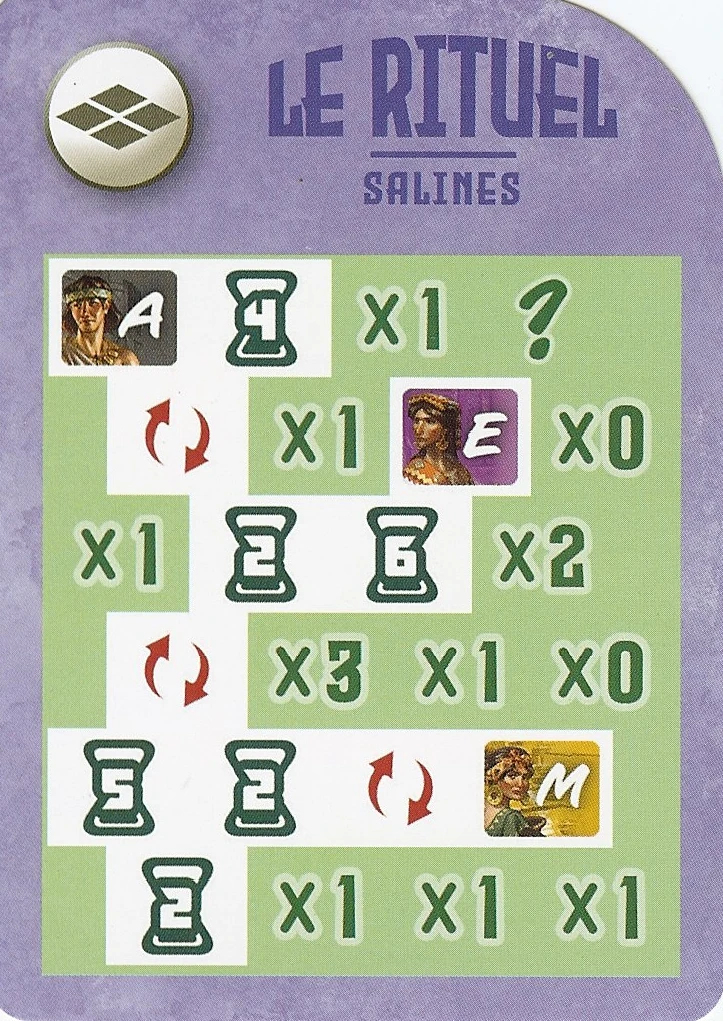 LE RITUEL
SALINES
A 4 x1 ?
x1 E x0
x1 2 6 x2
x3 x1 x0
5 2 M
2 x1 x1 x1